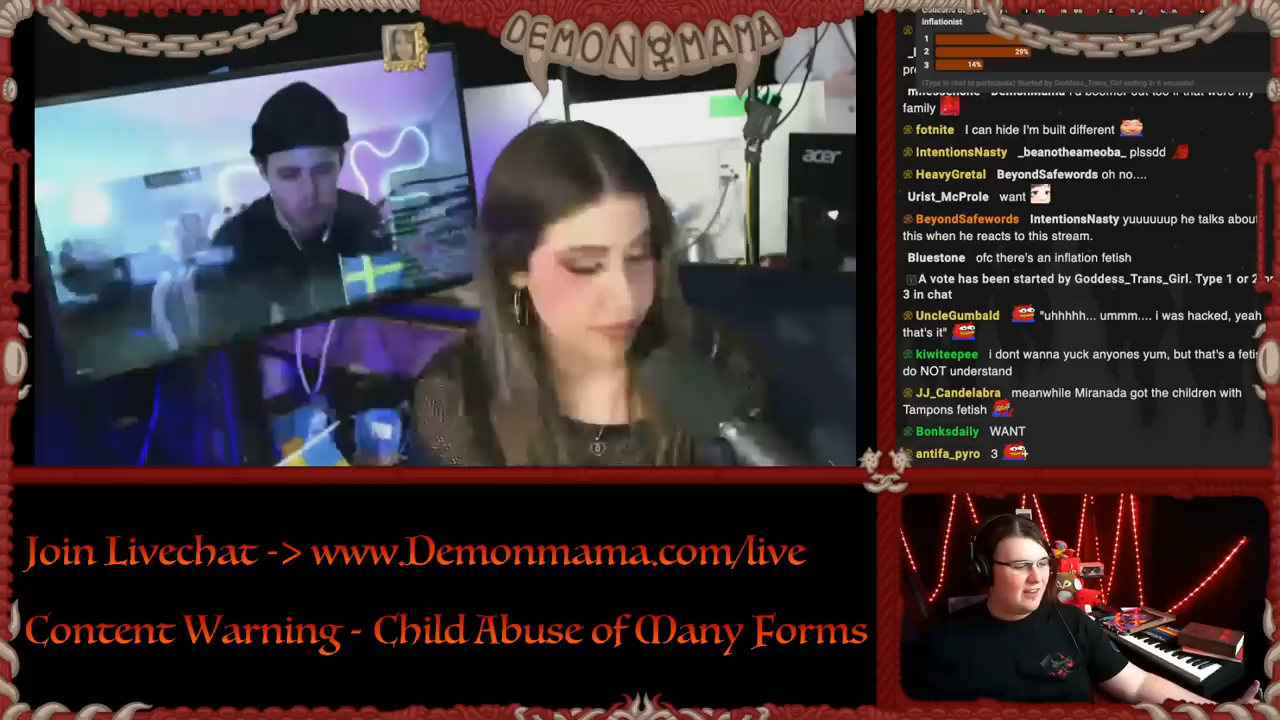 DEMON MAMA
acer
inflationist
1
2 29%
3 14%
family
fotnite I can hide I'm built different
IntentionsNasty _beanotheameoba_ plssdd
HeavyGretal BeyondSafewords oh no....
Urist_McProle want
BeyondSafewords IntentionsNasty yuuuuuup he talks about
this when he reacts to this stream.
Bluestone ofc there's an inflation fetish
A vote has been started by Goddess_Trans_Girl. Type 1 or 2 or
3 in chat
UncleGumbald "uhhhhh... ummm.... i was hacked, yeah
that's it"
kiwiteepee i dont wanna yuck anyones yum, but that's a feti
do NOT understand
JJ_Candelabra meanwhile Miranada got the children with
Tampons fetish
Bonksdaily WANT
antifa_pyro 3
Join Livechat -> www.Demonmama.com/live
Content Warning - Child Abuse of Many Forms